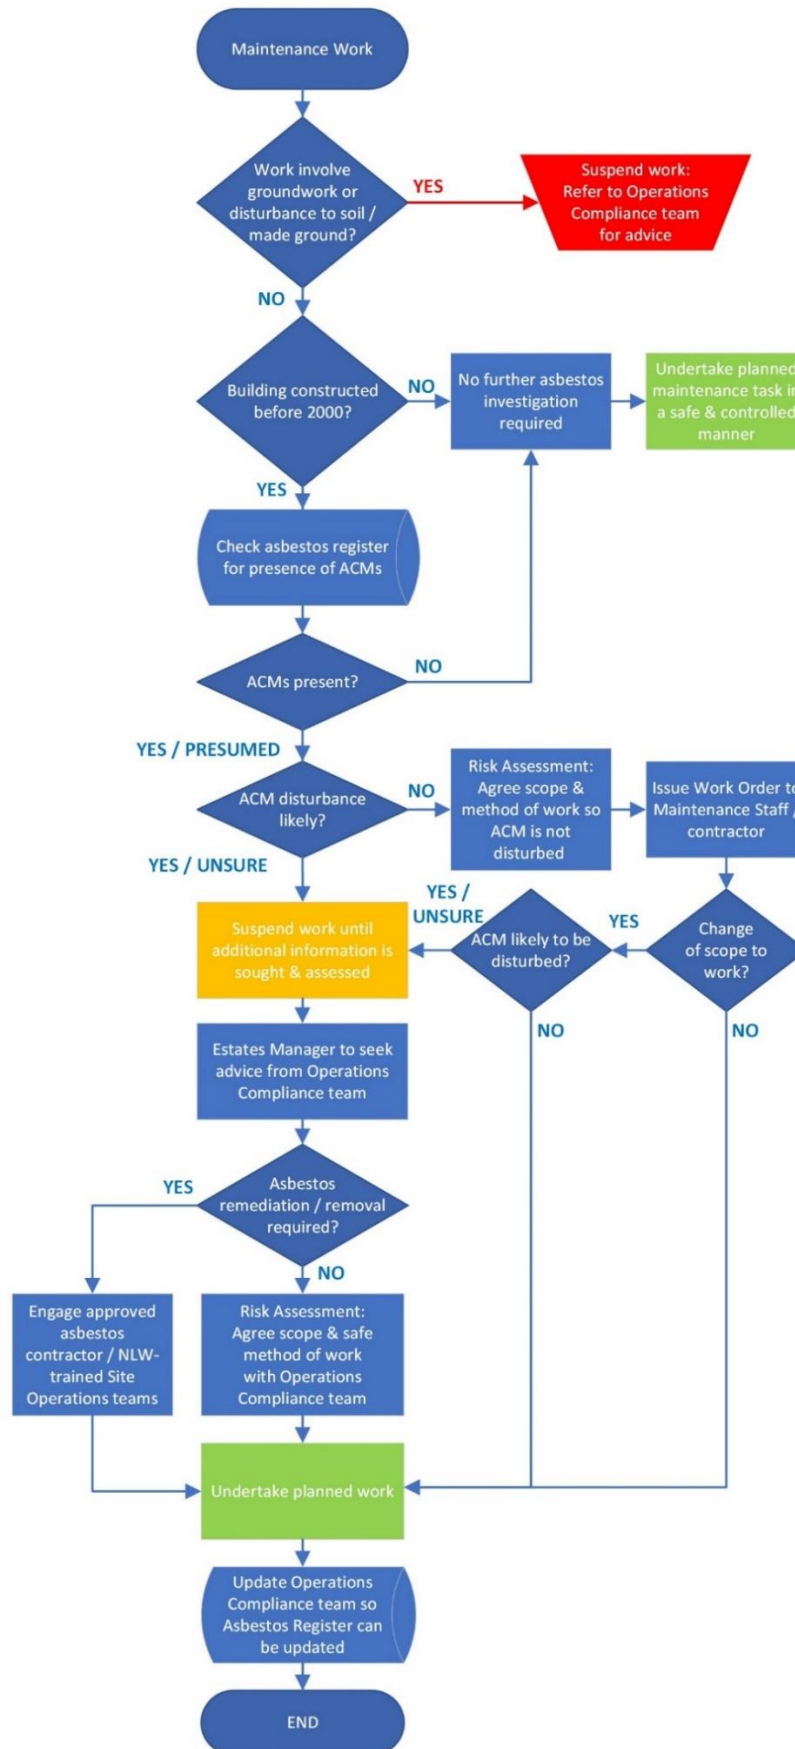 Maintenance Work
Work involve
groundwork or
disturbance to soil /
made ground?
YES
Suspend work:
Refer to Operations
Compliance team
for advice
NO
Building constructed
before 2000?
NO
No further asbestos
investigation
required
Undertake planned
maintenance task in
a safe & controlled
manner
YES
Check asbestos register
for presence of ACMs
ACMs present?
NO
YES / PRESUMED
ACM disturbance
likely?
NO
Risk Assessment:
Agree scope &
method of work so
ACM is not
disturbed
Issue Work Order to
Maintenance Staff /
contractor
YES / UNSURE
Suspend work until
additional information is
sought & assessed
YES /
UNSURE
ACM likely to be
disturbed?
YES
Change
of scope to
work?
NO
NO
Estates Manager to seek
advice from Operations
Compliance team
Asbestos
remediation / removal
required?
YES
NO
Engage approved
asbestos
contractor / NLW-
trained Site
Operations teams
Risk Assessment:
Agree scope & safe
method of work
with Operations
Compliance team
Undertake planned work
Update Operations
Compliance team so
Asbestos Register can
be updated
END